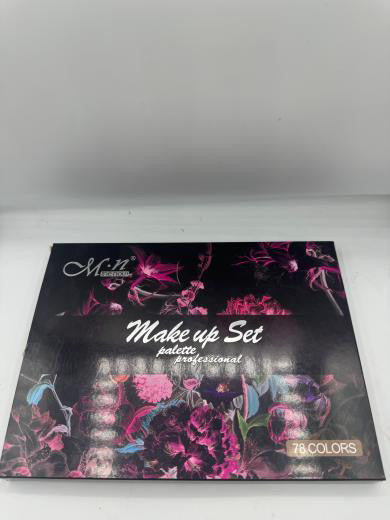 M·n
Make up Set
palette
professional
78 COLORS